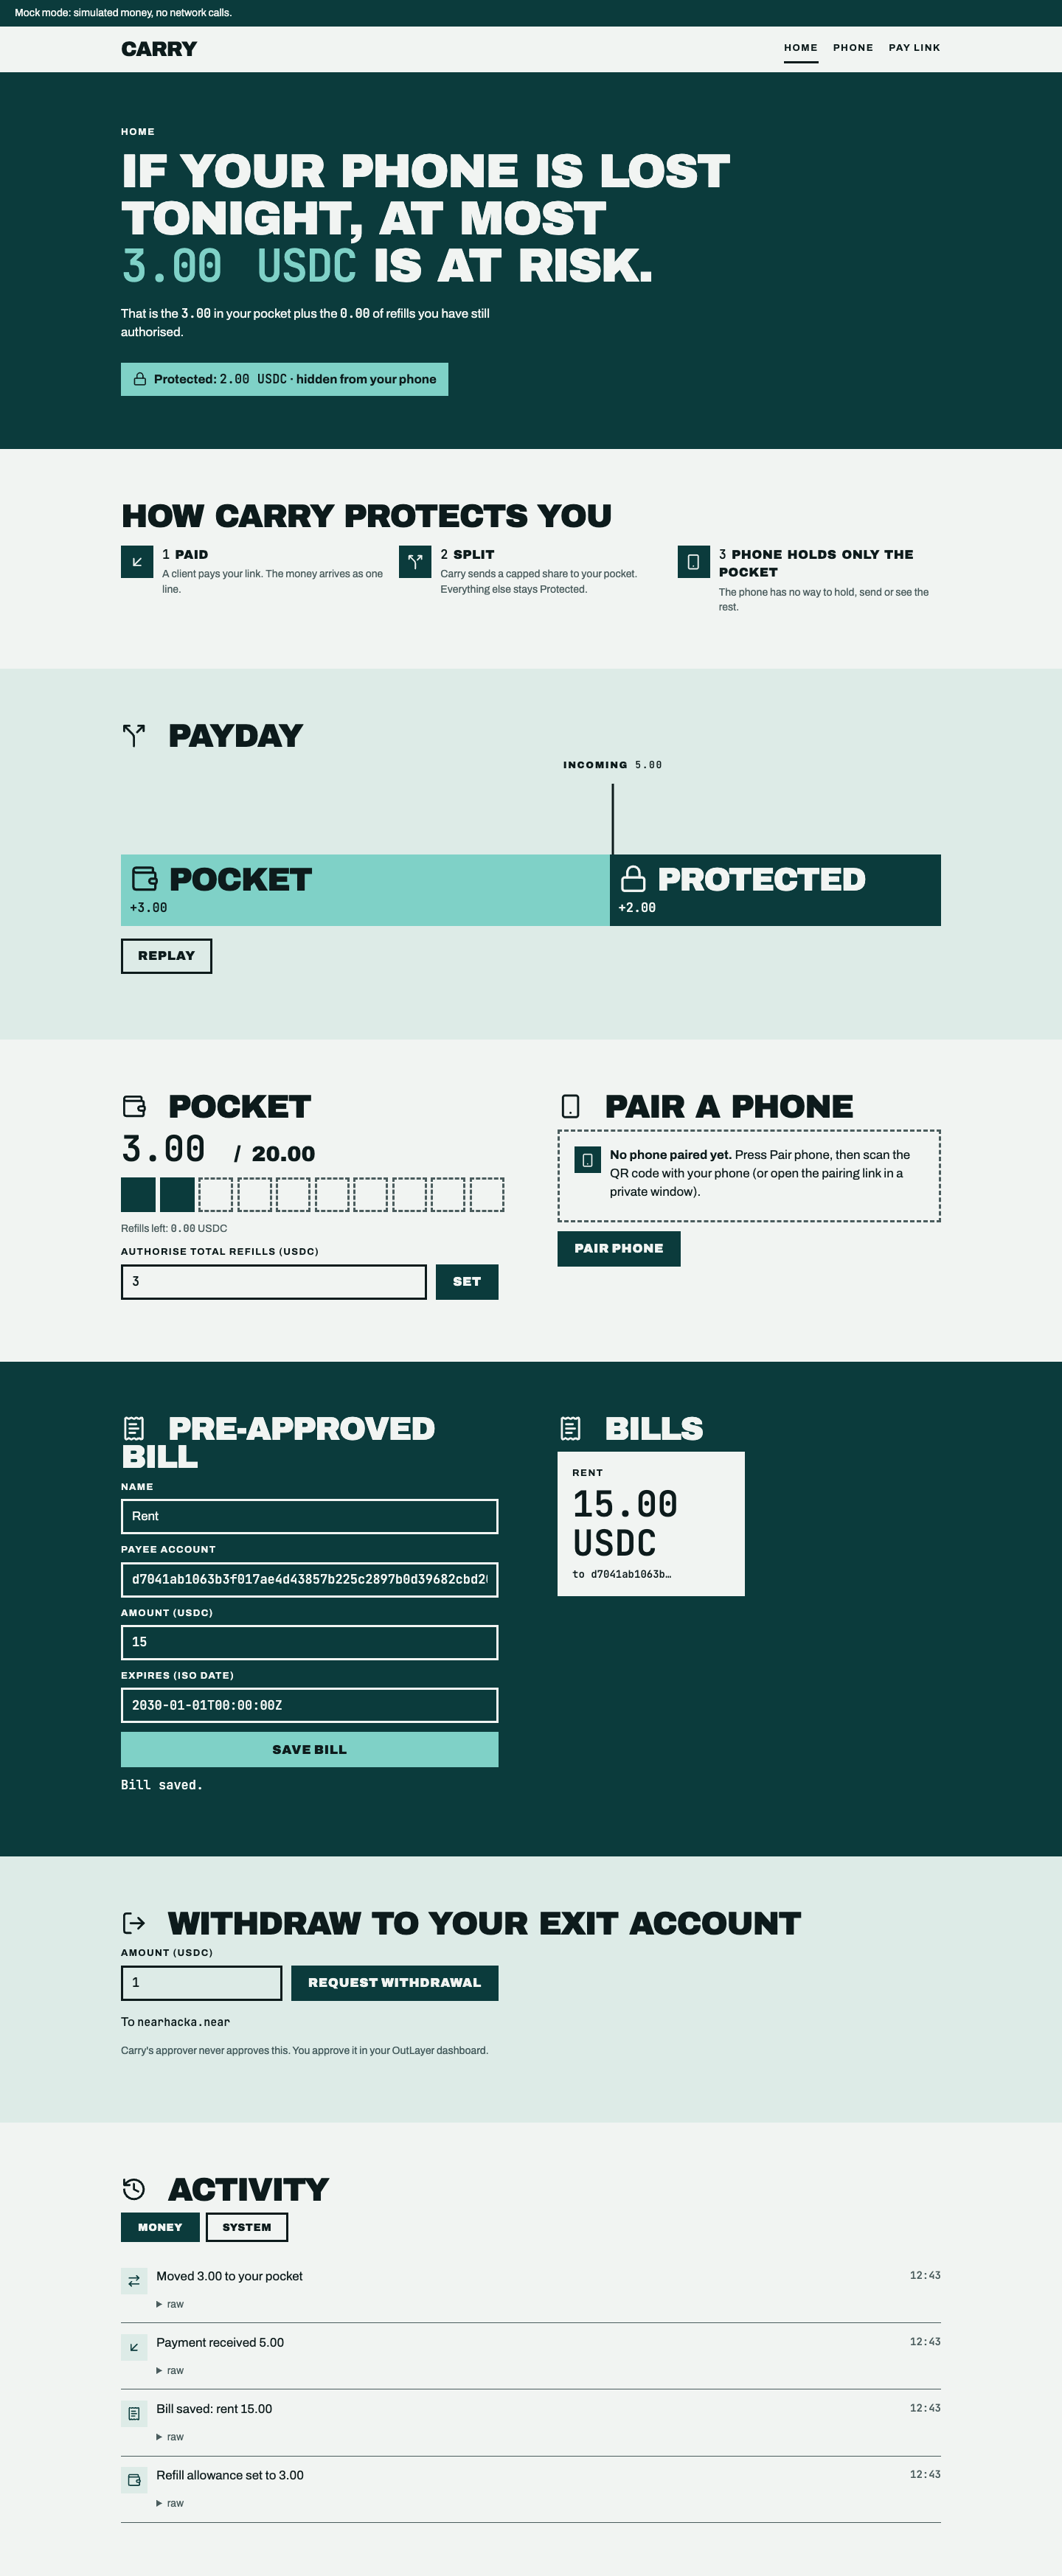 Mock mode: simulated money, no network calls.
CARRY
HOME PHONE PAY LINK
HOME
IF YOUR PHONE IS LOST
TONIGHT, AT MOST
3.00 USDC IS AT RISK.
That is the 3.00 in your pocket plus the 0.00 of refills you have still
authorised.
Protected: 2.00 USDC · hidden from your phone
HOW CARRY PROTECTS YOU
1 PAID
A client pays your link. The money arrives as one
line.
2 SPLIT
Carry sends a capped share to your pocket.
Everything else stays Protected.
3 PHONE HOLDS ONLY THE
POCKET
The phone has no way to hold, send or see the
rest.
PAYDAY
INCOMING 5.00
POCKET
+3.00
PROTECTED
+2.00
REPLAY
POCKET
3.00 / 20.00
Refills left: 0.00 USDC
AUTHORISE TOTAL REFILLS (USDC)
3
SET
PAIR A PHONE
No phone paired yet. Press Pair phone, then scan the
QR code with your phone (or open the pairing link in a
private window).
PAIR PHONE
PRE-APPROVED
BILL
NAME
Rent
PAYEE ACCOUNT
d7041ab1063b3f017ae4d43857b225c2897b0d39682cbd2
AMOUNT (USDC)
15
EXPIRES (ISO DATE)
2030-01-01T00:00:00Z
SAVE BILL
Bill saved.
BILLS
RENT
15.00
USDC
to d7041ab1063b…
WITHDRAW TO YOUR EXIT ACCOUNT
AMOUNT (USDC)
1
REQUEST WITHDRAWAL
To nearhacka.near
Carry's approver never approves this. You approve it in your OutLayer dashboard.
ACTIVITY
MONEY SYSTEM
Moved 3.00 to your pocket 12:43
raw
Payment received 5.00 12:43
raw
Bill saved: rent 15.00 12:43
raw
Refill allowance set to 3.00 12:43
raw